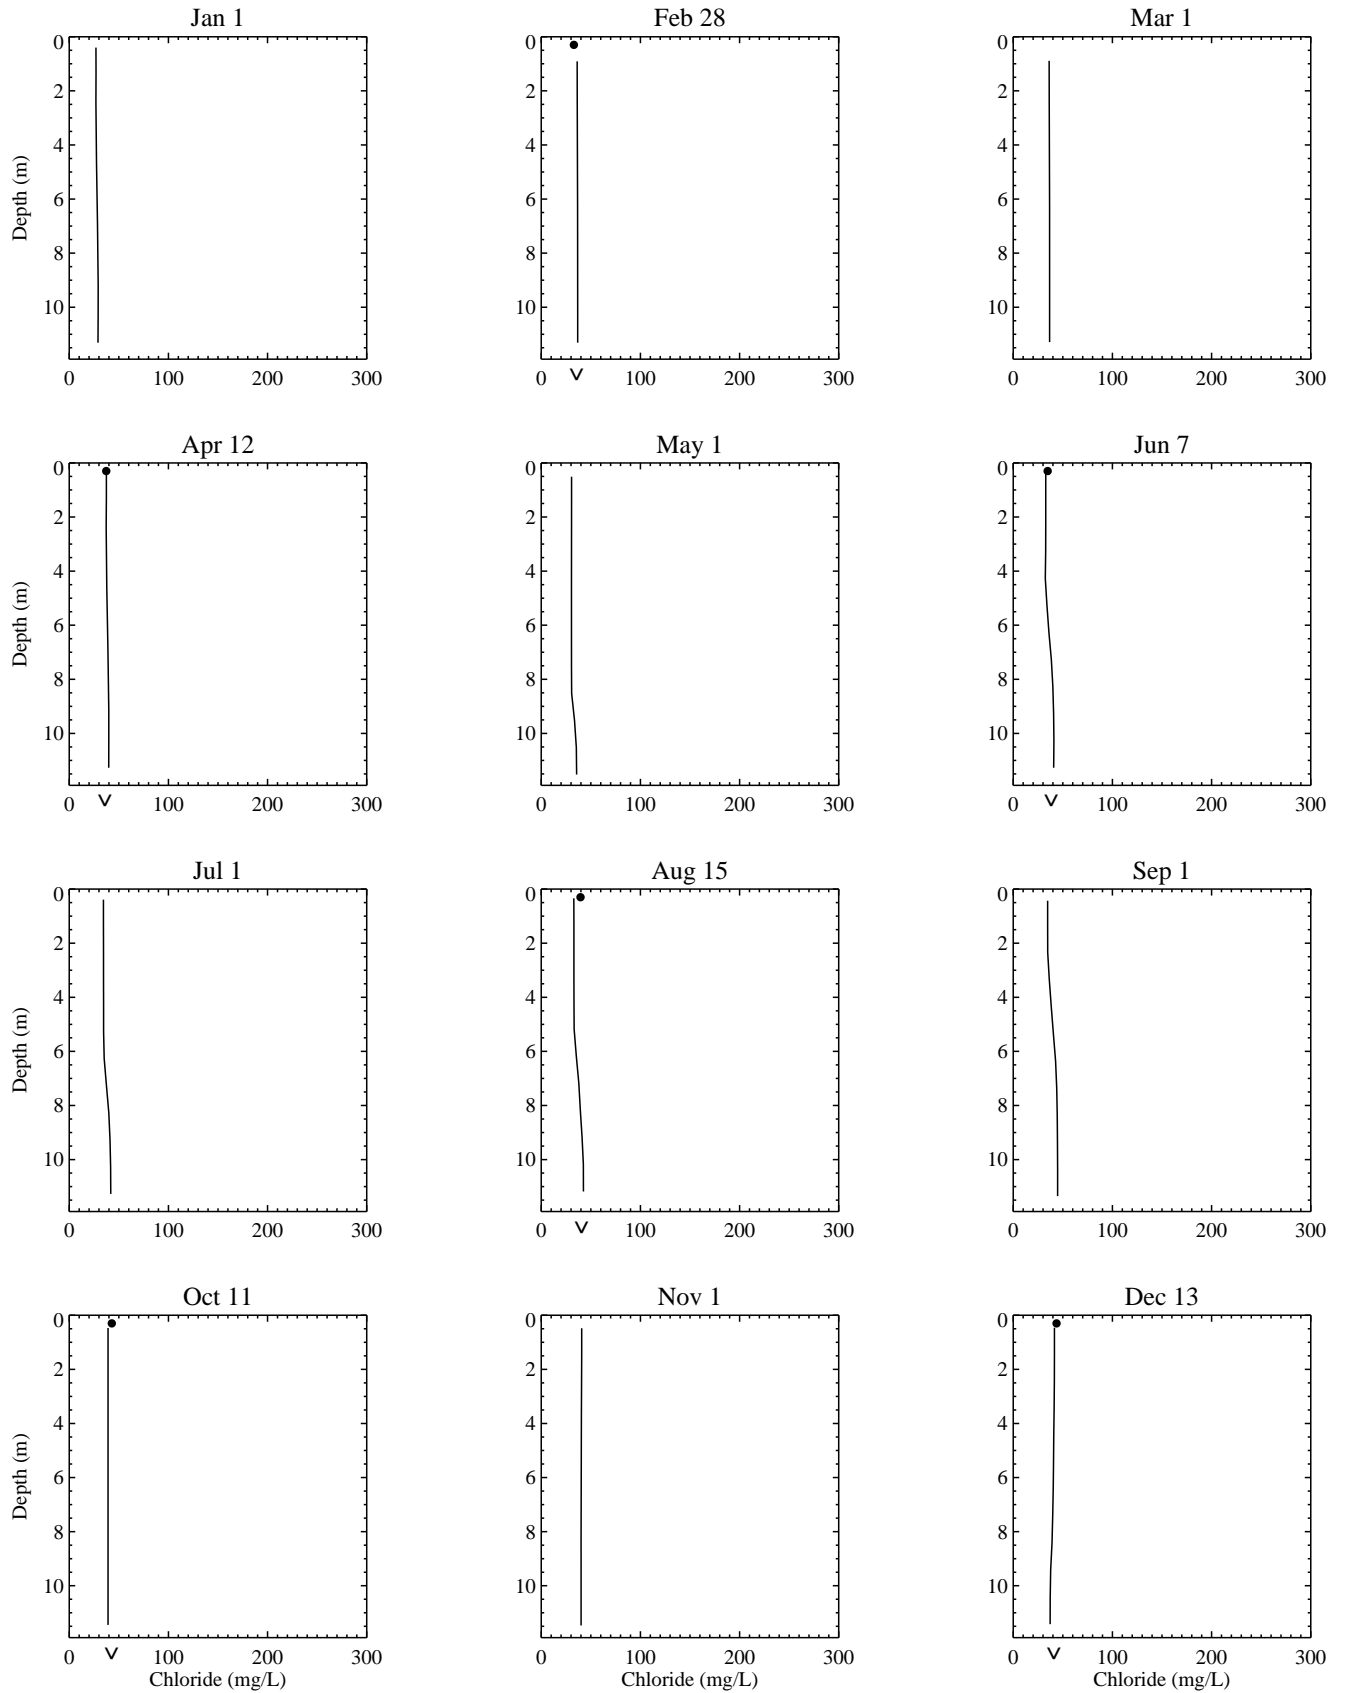 Jan 1 Feb 28 Mar 1
0 0 0
2 2 2
4 4 4
Depth (m)
6 6 6
8 8 8
10 10 10
0 100 200 300 0 100 200 300 0 100 200 300
Apr 12 May 1 Jun 7
0 0 0
2 2 2
4 4 4
Depth (m)
6 6 6
8 8 8
10 10 10
0 100 200 300 0 100 200 300 0 100 200 300
Jul 1 Aug 15 Sep 1
0 0 0
2 2 2
4 4 4
Depth (m)
6 6 6
8 8 8
10 10 10
0 100 200 300 0 100 200 300 0 100 200 300
Oct 11 Nov 1 Dec 13
0 0 0
2 2 2
4 4 4
Depth (m)
6 6 6
8 8 8
10 10 10
0 100 200 300 0 100 200 300 0 100 200 300
Chloride (mg/L) Chloride (mg/L) Chloride (mg/L)